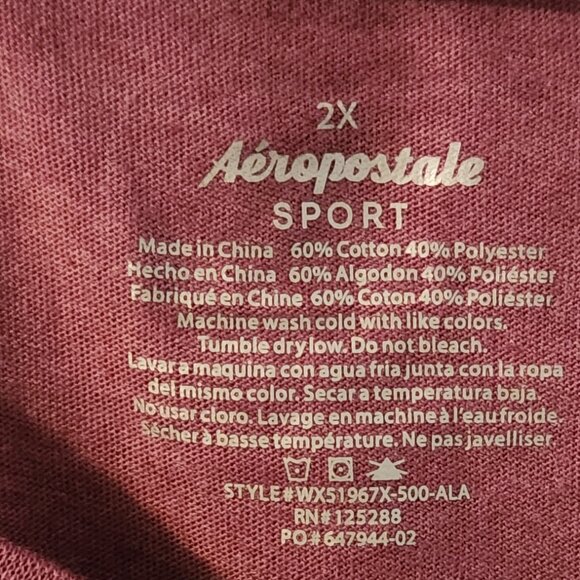 2X
Aéropostale
SPORT
Made in China 60% Cotton 40% Polyester
Hecho en China 60% Algodon 40% Poliéster
Fabriqué en Chine 60% Coton 40% Poliéster
Machine wash cold with like colors.
Tumble dry low. Do not bleach.
Lavar a maquina con agua fria junta con la ropa
del mismo color. Secar a temperatura baja.
No usar cloro. Lavage en machine à l'eau froide.
Sécher à basse température. Ne pas javelliser.
STYLE# WX51967X-500-ALA
RN# 125288
PO# 647944-02